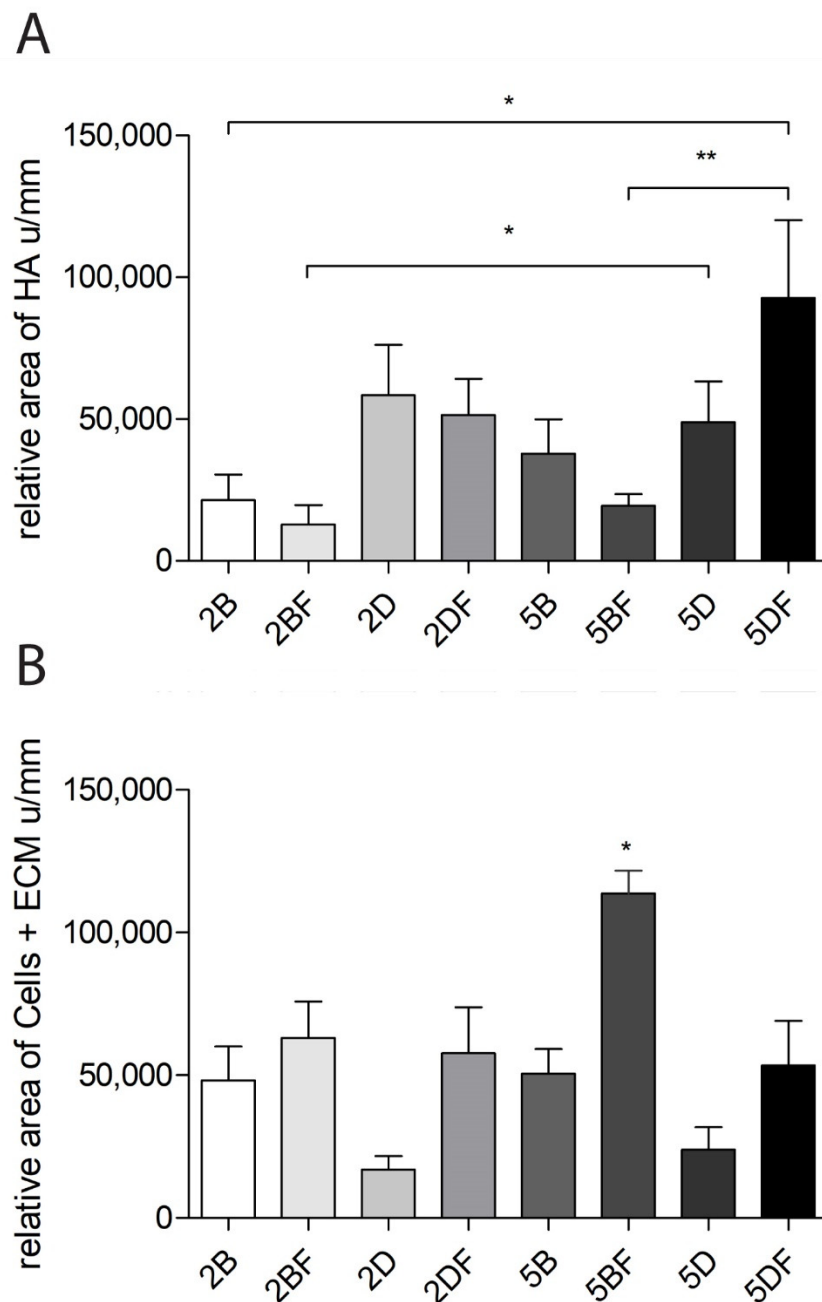 A
relative area of HA u/mm
150,000
100,000
50,000
0
*
**
*
2B
2BF
2D
2DF
5B
5BF
5D
5DF
B
relative area of Cells + ECM u/mm
150,000
100,000
50,000
0
*
2B
2BF
2D
2DF
5B
5BF
5D
5DF